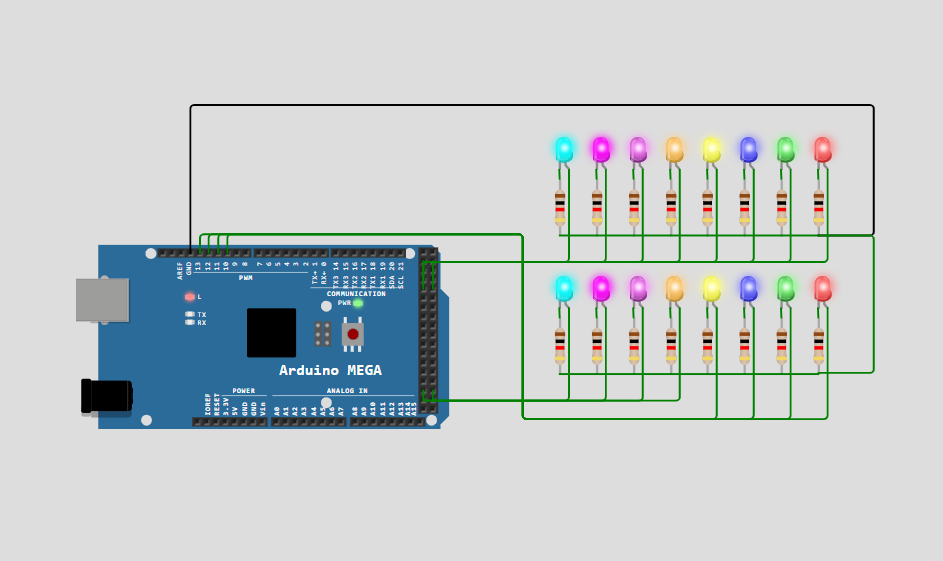 AREF
GND
13
12
11
10
9
8
7
6
5
4
3
2
TX→ 1
RX← 0
TX3 14
RX3 15
TX2 16
RX2 17
TX1 18
RX1 19
SDA 20
SCL 21
PWM
COMMUNICATION
L
PWR
TX
RX
Arduino MEGA
POWER
ANALOG IN
IOREF
RESET
3.3V
5V
GND
GND
Vin
A0
A1
A2
A3
A4
A5
A6
A7
A8
A9
A10
A11
A12
A13
A14
A15